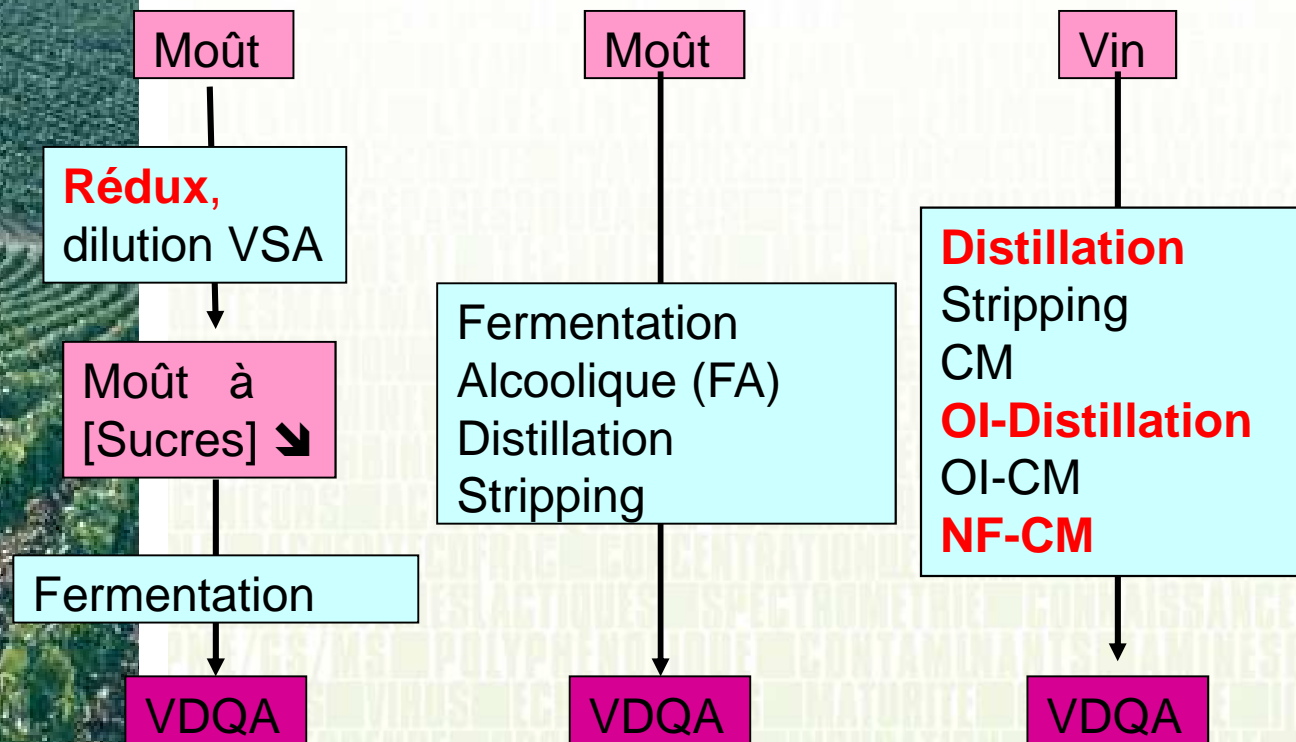 Moût
Rédux,
dilution VSA
Moût à
[Sucres] ➘
Fermentation
VDQA
Moût
Fermentation
Alcoolique (FA)
Distillation
Stripping
VDQA
Vin
Distillation
Stripping
CM
OI-Distillation
OI-CM
NF-CM
VDQA